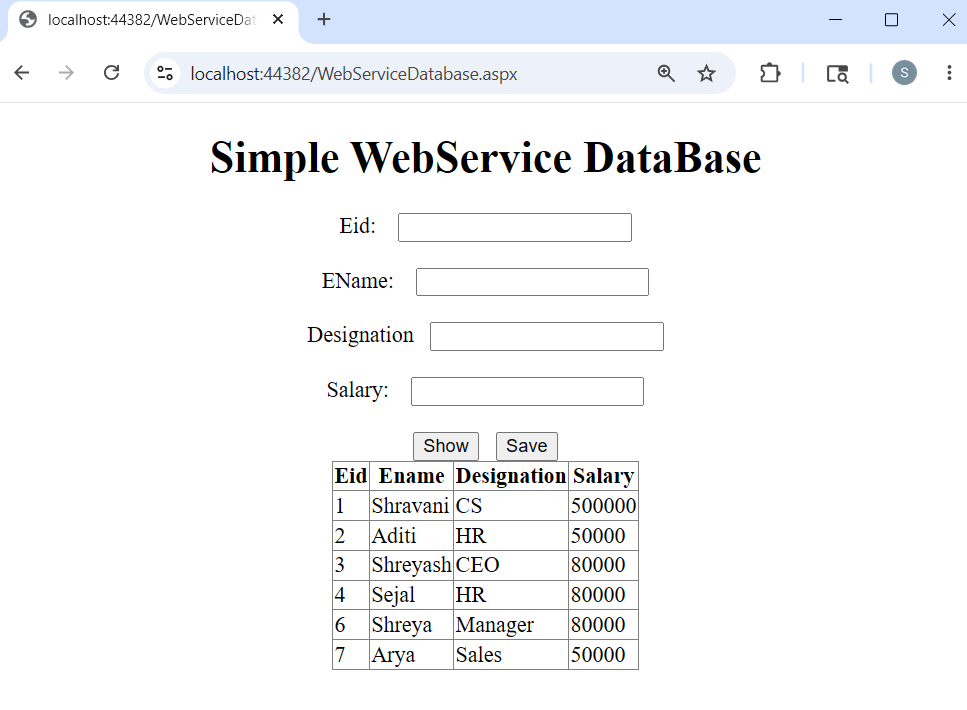 localhost:44382/WebServiceDat
localhost:44382/WebServiceDatabase.aspx
S
Simple WebService DataBase
Eid:
EName:
Designation
Salary:
Show Save
Eid Ename Designation Salary
1 Shravani CS 500000
2 Aditi HR 50000
3 Shreyash CEO 80000
4 Sejal HR 80000
6 Shreya Manager 80000
7 Arya Sales 50000